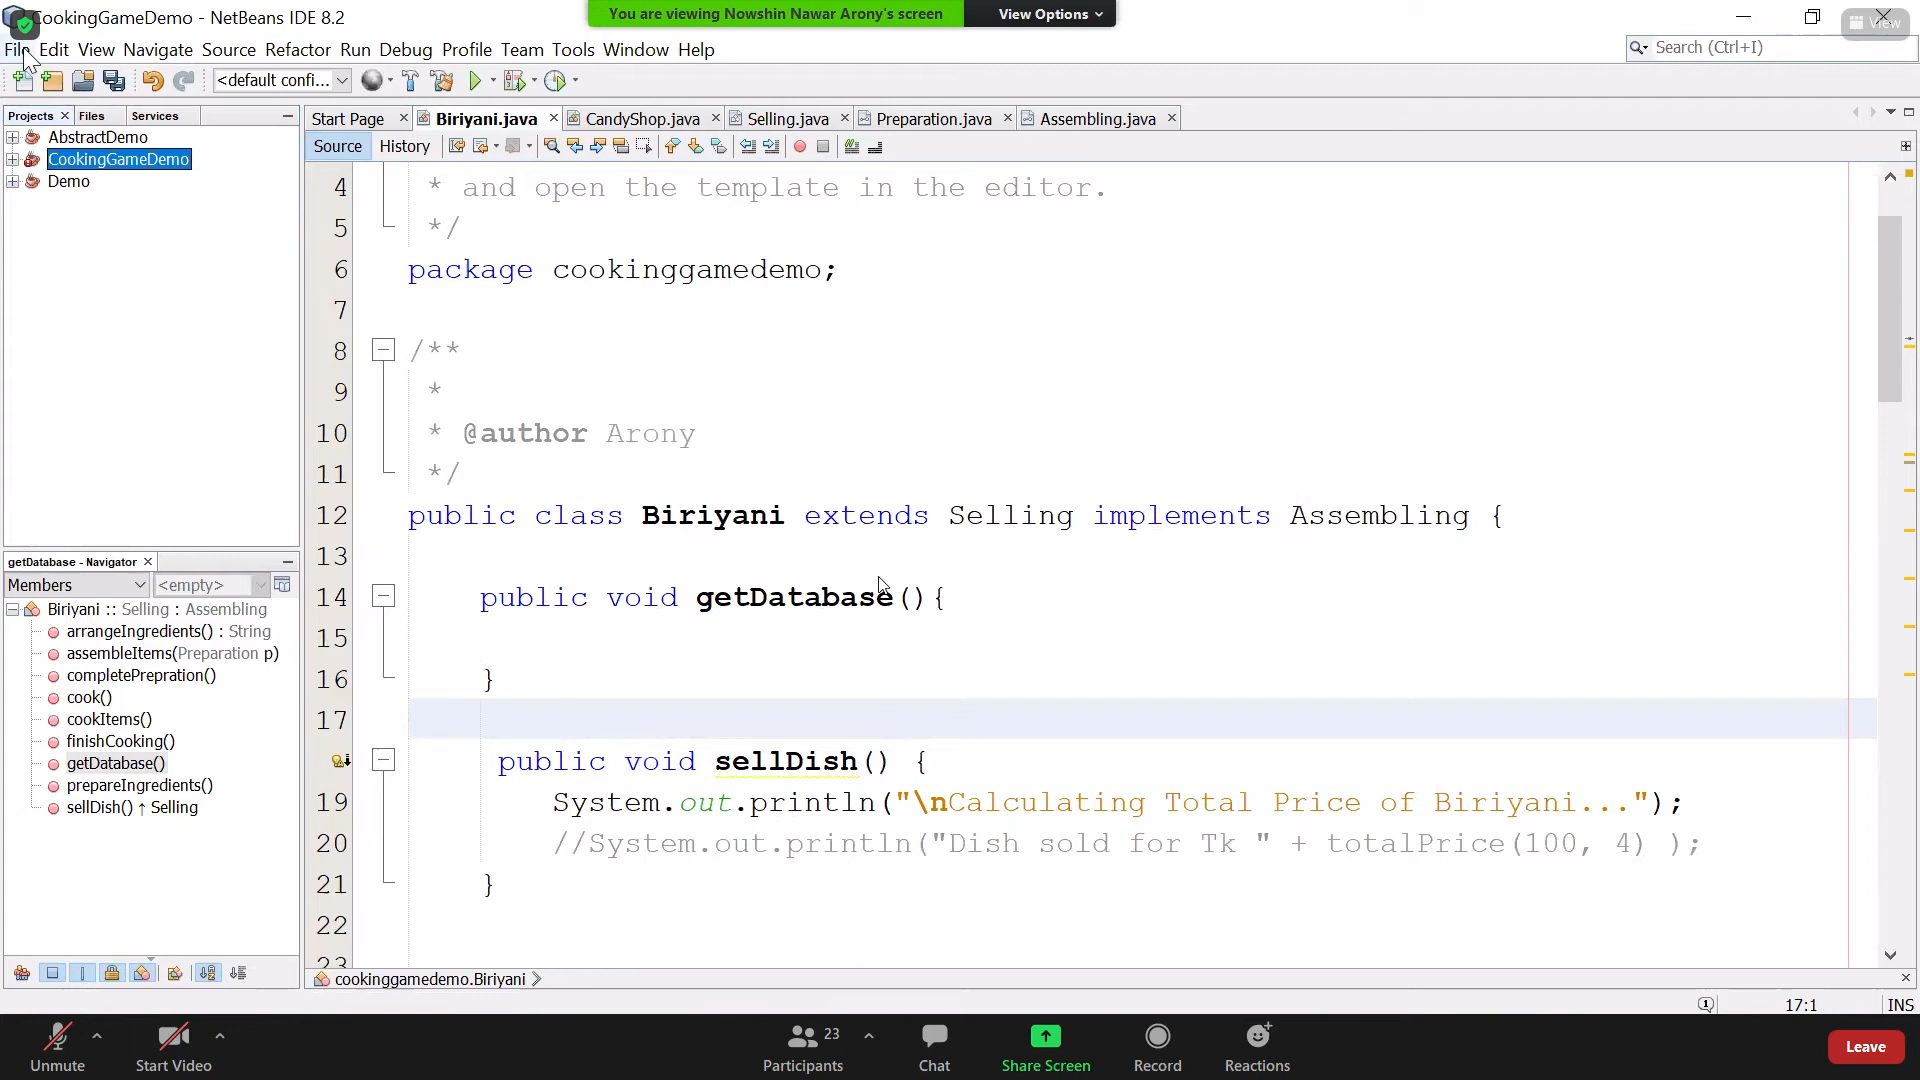 CookingGameDemo - NetBeans IDE 8.2
You are viewing Nowshin Nawar Arony's screen
View Options
View
File Edit View Navigate Source Refactor Run Debug Profile Team Tools Window Help
Search (Ctrl+I)
<default confi...
Projects Files Services
AbstractDemo
CookingGameDemo
Demo
Start Page Biriyani.java CandyShop.java Selling.java Preparation.java Assembling.java
Source History
4 * and open the template in the editor.
5 */
6 package cookinggamedemo;
7
8 /**
9 *
10 * @author Arony
11 */
12 public class Biriyani extends Selling implements Assembling {
13
14 public void getDatabase(){
15
16 }
17
public void sellDish() {
19 System.out.println("\nCalculating Total Price of Biriyani...");
20 //System.out.println("Dish sold for Tk " + totalPrice(100, 4) );
21 }
22
23
getDatabase - Navigator
Members <empty>
Biriyani :: Selling : Assembling
arrangeIngredients() : String
assembleItems(Preparation p)
completePrepration()
cook()
cookItems()
finishCooking()
getDatabase()
prepareIngredients()
sellDish() ↑ Selling
cookinggamedemo.Biriyani
17:1 INS
Unmute
Start Video
23
Participants
Chat
Share Screen
Record
Reactions
Leave